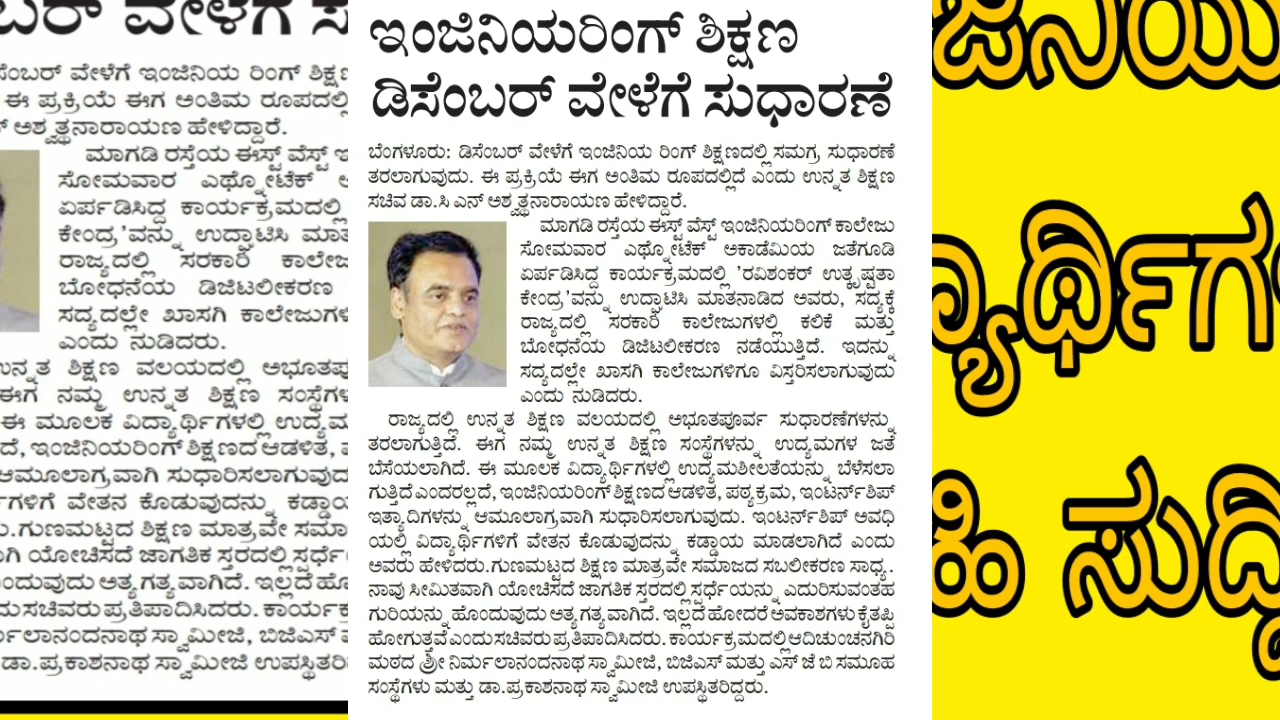 ಇಂಜಿನಿಯರಿಂಗ್ ಶಿಕ್ಷಣ
ಡಿಸೆಂಬರ್ ವೇಳೆಗೆ ಸುಧಾರಣೆ
ಬೆಂಗಳೂರು: ಡಿಸೆಂಬರ್ ವೇಳೆಗೆ ಇಂಜಿನಿಯ ರಿಂಗ್ ಶಿಕ್ಷಣದಲ್ಲಿ ಸಮಗ್ರ ಸುಧಾರಣೆ
ತರಲಾಗುವುದು. ಈ ಪ್ರಕ್ರಿಯೆ ಈಗ ಅಂತಿಮ ರೂಪದಲ್ಲಿದೆ ಎಂದು ಉನ್ನತ ಶಿಕ್ಷಣ
ಸಚಿವ ಡಾ.ಸಿ ಎನ್ ಅಶ್ವತ್ಥನಾರಾಯಣ ಹೇಳಿದ್ದಾರೆ.
ಮಾಗಡಿ ರಸ್ತೆಯ ಈಸ್ಟ್ ವೆಸ್ಟ್ ಇಂಜಿನಿಯರಿಂಗ್ ಕಾಲೇಜು
ಸೋಮವಾರ ಎಥ್ನೋಟೆಕ್ ಅಕಾಡೆಮಿಯ ಜತೆಗೂಡಿ
ಏರ್ಪಡಿಸಿದ್ದ ಕಾರ್ಯಕ್ರಮದಲ್ಲಿ 'ರವಿಶಂಕರ್ ಉತ್ಕೃಷ್ಟತಾ
ಕೇಂದ್ರ'ವನ್ನು ಉದ್ಘಾಟಿಸಿ ಮಾತನಾಡಿದ ಅವರು, ಸದ್ಯಕ್ಕೆ
ರಾಜ್ಯದಲ್ಲಿ ಸರಕಾರಿ ಕಾಲೇಜುಗಳಲ್ಲಿ ಕಲಿಕೆ ಮತ್ತು
ಬೋಧನೆಯ ಡಿಜಿಟಲೀಕರಣ ನಡೆಯುತ್ತಿದೆ. ಇದನ್ನು
ಸದ್ಯದಲ್ಲೇ ಖಾಸಗಿ ಕಾಲೇಜುಗಳಿಗೂ ವಿಸ್ತರಿಸಲಾಗುವುದು
ಎಂದು ನುಡಿದರು.
ರಾಜ್ಯದಲ್ಲಿ ಉನ್ನತ ಶಿಕ್ಷಣ ವಲಯದಲ್ಲಿ ಅಭೂತಪೂರ್ವ ಸುಧಾರಣೆಗಳನ್ನು
ತರಲಾಗುತ್ತಿದೆ. ಈಗ ನಮ್ಮ ಉನ್ನತ ಶಿಕ್ಷಣ ಸಂಸ್ಥೆಗಳನ್ನು ಉದ್ಯಮಗಳ ಜತೆ
ಬೆಸೆಯಲಾಗಿದೆ. ಈ ಮೂಲಕ ವಿದ್ಯಾರ್ಥಿಗಳಲ್ಲಿ ಉದ್ಯಮಶೀಲತೆಯನ್ನು ಬೆಳೆಸಲಾ
ಗುತ್ತಿದೆ ಎಂದರಲ್ಲದೆ, ಇಂಜಿನಿಯರಿಂಗ್ ಶಿಕ್ಷಣದ ಆಡಳಿತ, ಪಠ್ಯಕ್ರಮ, ಇಂಟರ್ನ್‌ಶಿಪ್
ಇತ್ಯಾದಿಗಳನ್ನು ಆಮೂಲಾಗ್ರವಾಗಿ ಸುಧಾರಿಸಲಾಗುವುದು. ಇಂಟರ್ನ್‌ಶಿಪ್ ಅವಧಿ
ಯಲ್ಲಿ ವಿದ್ಯಾರ್ಥಿಗಳಿಗೆ ವೇತನ ಕೊಡುವುದನ್ನು ಕಡ್ಡಾಯ ಮಾಡಲಾಗಿದೆ ಎಂದು
ಅವರು ಹೇಳಿದರು.ಗುಣಮಟ್ಟದ ಶಿಕ್ಷಣ ಮಾತ್ರವೇ ಸಮಾಜದ ಸಬಲೀಕರಣ ಸಾಧ್ಯ.
ನಾವು ಸೀಮಿತವಾಗಿ ಯೋಚಿಸದೆ ಜಾಗತಿಕ ಸ್ತರದಲ್ಲಿ ಸ್ಪರ್ಧೆಯನ್ನು ಎದುರಿಸುವಂತಹ
ಗುರಿಯನ್ನು ಹೊಂದುವುದು ಅತ್ಯಗತ್ಯವಾಗಿದೆ. ಇಲ್ಲದೆ ಹೋದರೆ ಅವಕಾಶಗಳು ಕೈತಪ್ಪಿ
ಹೋಗುತ್ತವೆ ಎಂದು ಸಚಿವರು ಪ್ರತಿಪಾದಿಸಿದರು. ಕಾರ್ಯಕ್ರಮದಲ್ಲಿ ಆದಿಚುಂಚನಗಿರಿ
ಮಠದ ಶ್ರೀ ನಿರ್ಮಲಾನಂದನಾಥ ಸ್ವಾಮೀಜಿ, ಬಿಜಿಎಸ್ ಮತ್ತು ಎಸ್ ಜೆ ಬಿ ಸಮೂಹ
ಸಂಸ್ಥೆಗಳು ಮತ್ತು ಡಾ.ಪ್ರಕಾಶನಾಥ ಸ್ವಾಮೀಜಿ ಉಪಸ್ಥಿತರಿದ್ದರು.